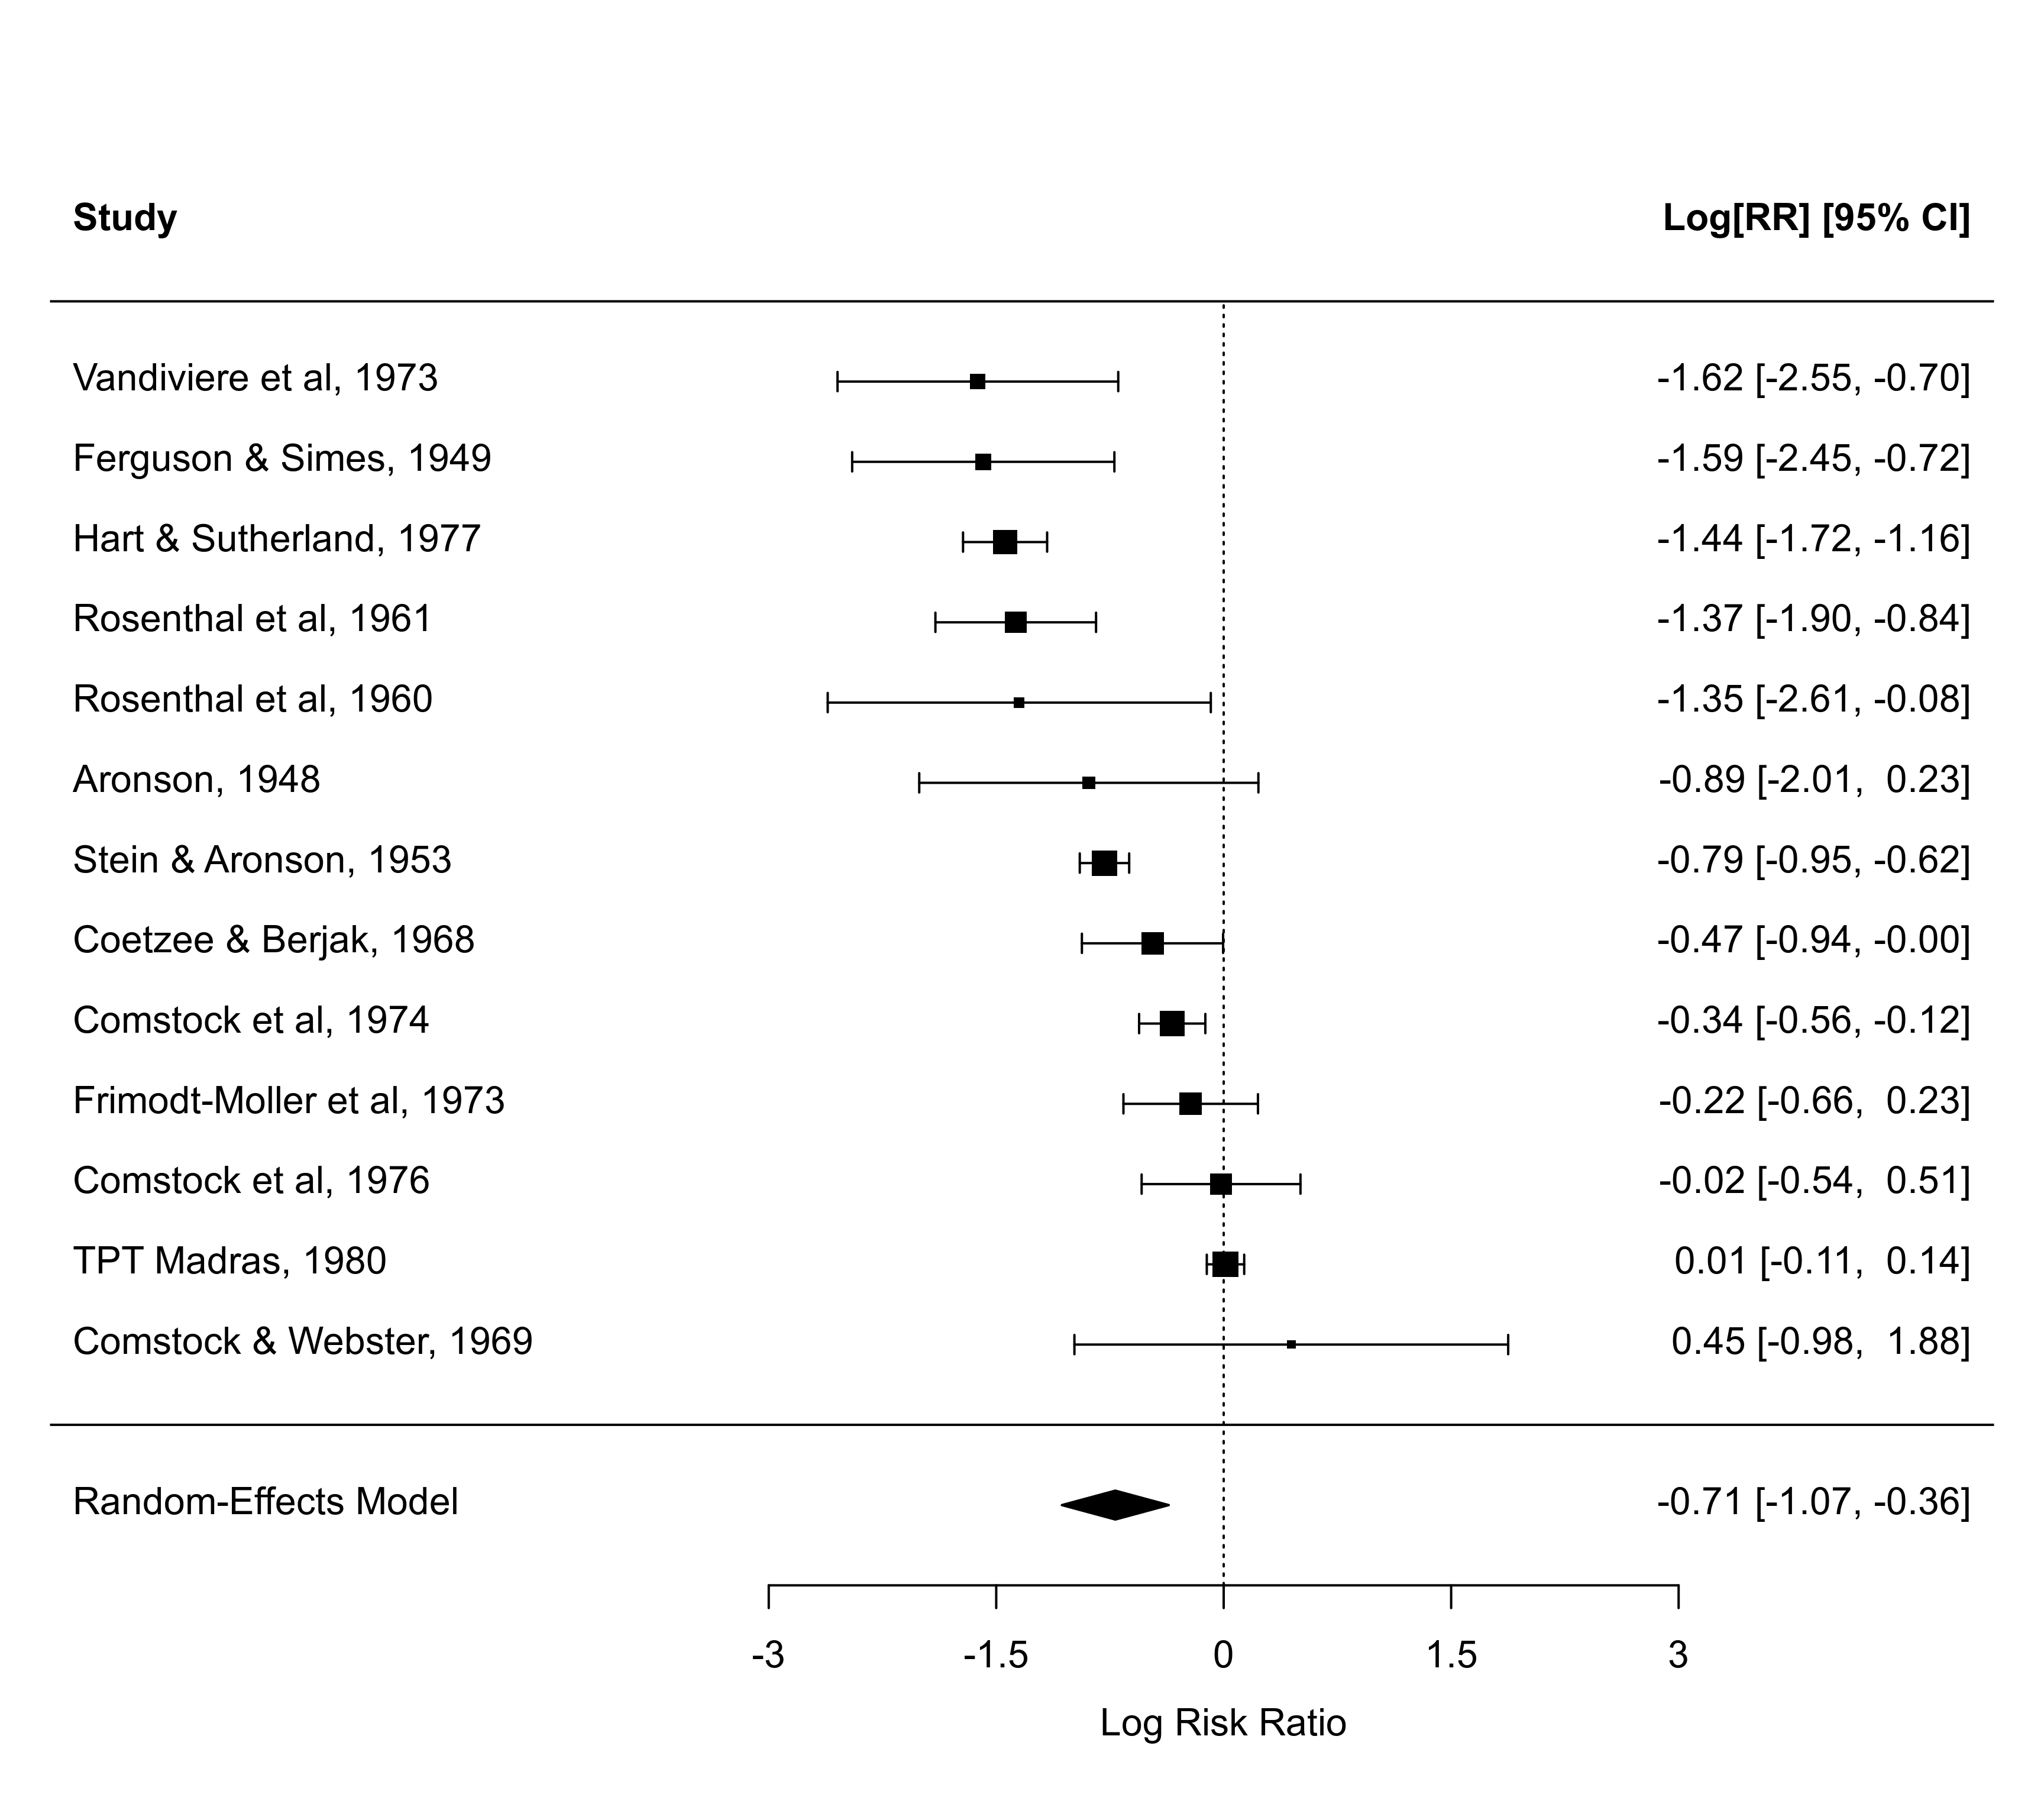 Study Log[RR] [95% CI]
Vandiviere et al, 1973 -1.62 [-2.55, -0.70]
Ferguson & Simes, 1949 -1.59 [-2.45, -0.72]
Hart & Sutherland, 1977 -1.44 [-1.72, -1.16]
Rosenthal et al, 1961 -1.37 [-1.90, -0.84]
Rosenthal et al, 1960 -1.35 [-2.61, -0.08]
Aronson, 1948 -0.89 [-2.01, 0.23]
Stein & Aronson, 1953 -0.79 [-0.95, -0.62]
Coetzee & Berjak, 1968 -0.47 [-0.94, -0.00]
Comstock et al, 1974 -0.34 [-0.56, -0.12]
Frimodt-Moller et al, 1973 -0.22 [-0.66, 0.23]
Comstock et al, 1976 -0.02 [-0.54, 0.51]
TPT Madras, 1980 0.01 [-0.11, 0.14]
Comstock & Webster, 1969 0.45 [-0.98, 1.88]
Random-Effects Model -0.71 [-1.07, -0.36]
-3 -1.5 0 1.5 3
Log Risk Ratio